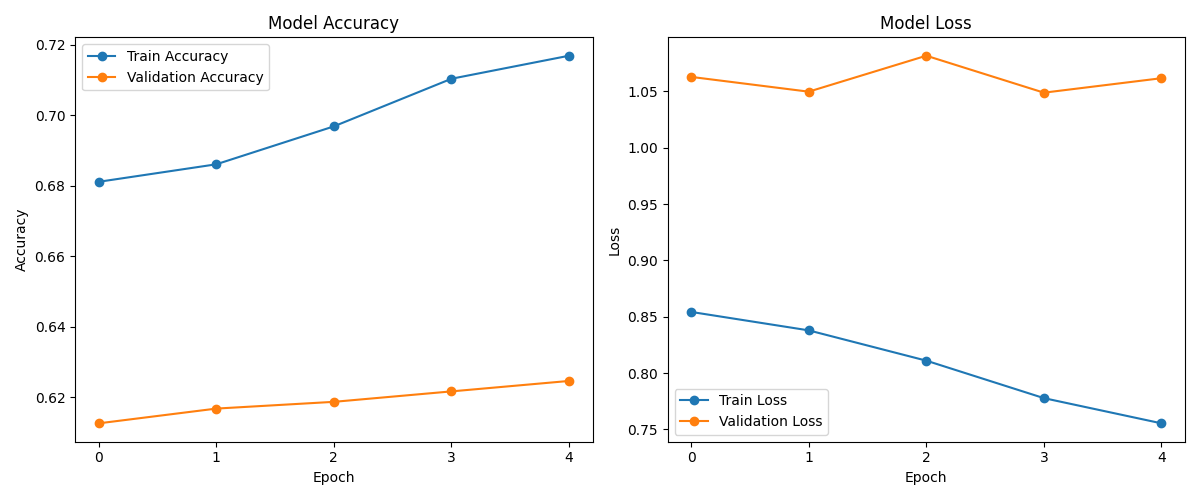 Model Accuracy
Train Accuracy
Validation Accuracy
0.72
0.70
0.68
0.66
0.64
0.62
Accuracy
0 1 2 3 4
Epoch
Model Loss
1.05
1.00
0.95
0.90
0.85
0.80
0.75
Loss
Train Loss
Validation Loss
0 1 2 3 4
Epoch